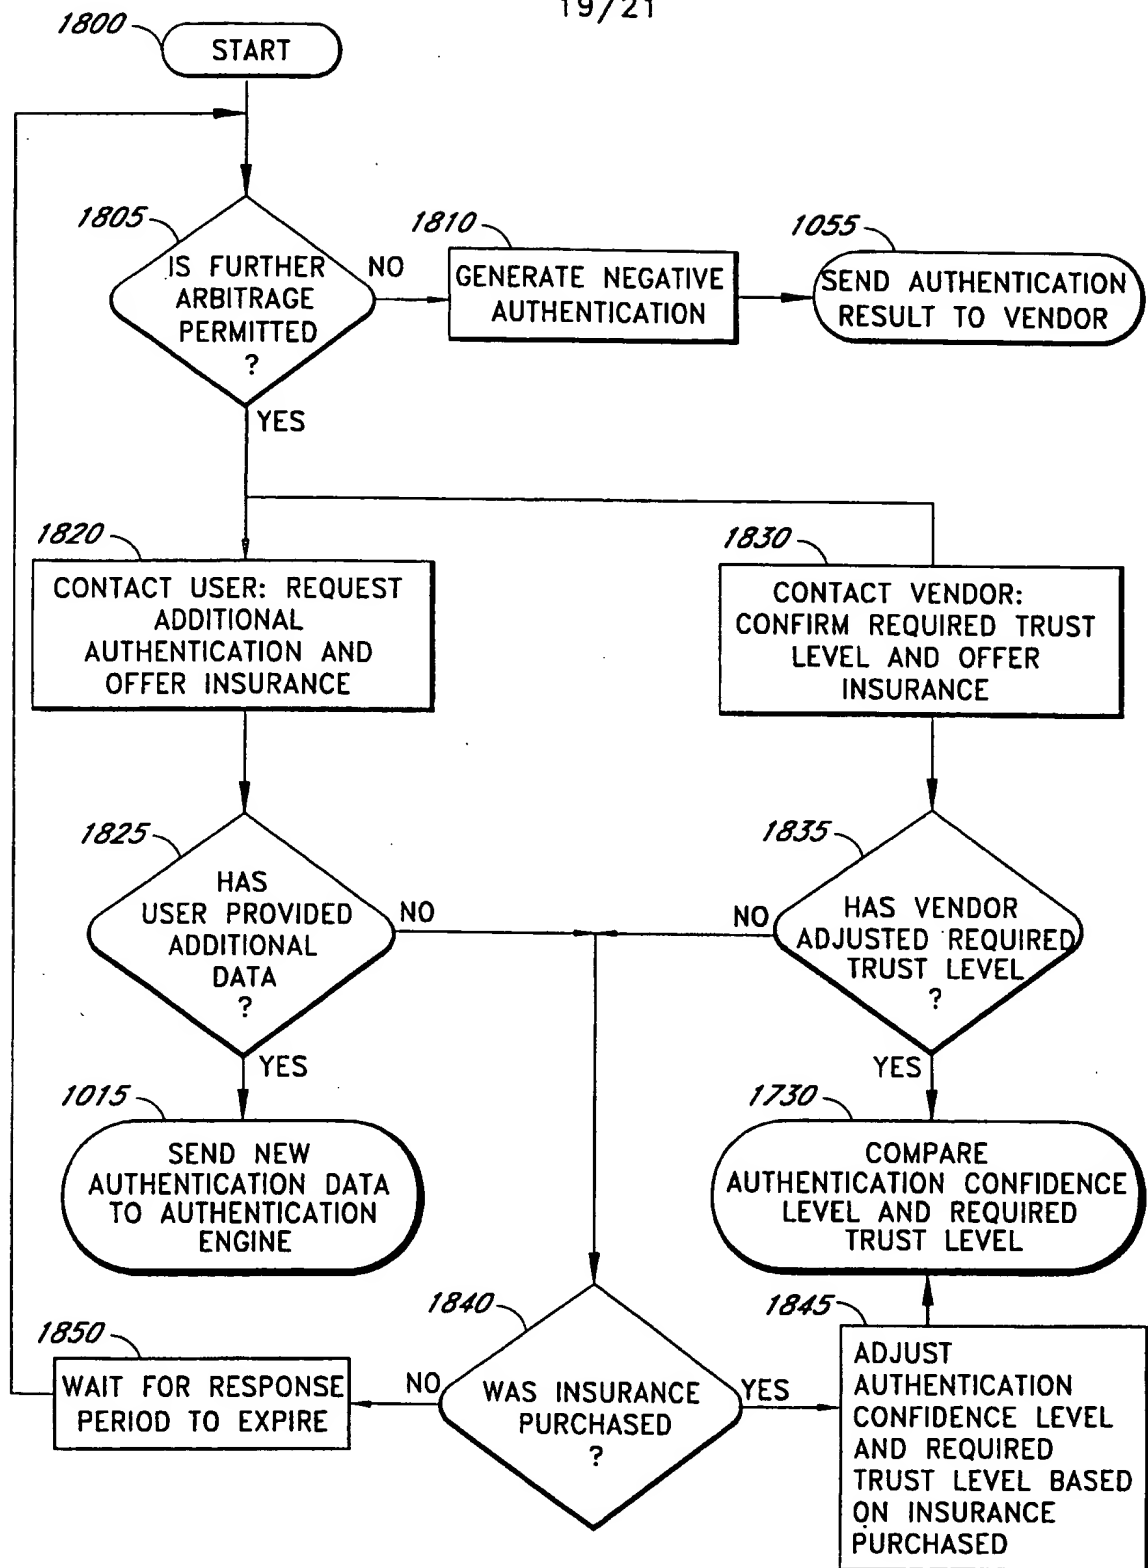 19/21
1800
START
1805
IS FURTHER
ARBITRAGE
PERMITTED
?
NO
YES
1810
GENERATE NEGATIVE
AUTHENTICATION
1055
SEND AUTHENTICATION
RESULT TO VENDOR
1820
CONTACT USER: REQUEST
ADDITIONAL
AUTHENTICATION AND
OFFER INSURANCE
1830
CONTACT VENDOR:
CONFIRM REQUIRED TRUST
LEVEL AND OFFER
INSURANCE
1825
HAS
USER PROVIDED
ADDITIONAL
DATA
?
NO
YES
1835
HAS VENDOR
ADJUSTED REQUIRED
TRUST LEVEL
?
NO
YES
1015
SEND NEW
AUTHENTICATION DATA
TO AUTHENTICATION
ENGINE
1730
COMPARE
AUTHENTICATION CONFIDENCE
LEVEL AND REQUIRED
TRUST LEVEL
1850
WAIT FOR RESPONSE
PERIOD TO EXPIRE
1840
WAS INSURANCE
PURCHASED
?
NO
YES
1845
ADJUST
AUTHENTICATION
CONFIDENCE LEVEL
AND REQUIRED
TRUST LEVEL BASED
ON INSURANCE
PURCHASED